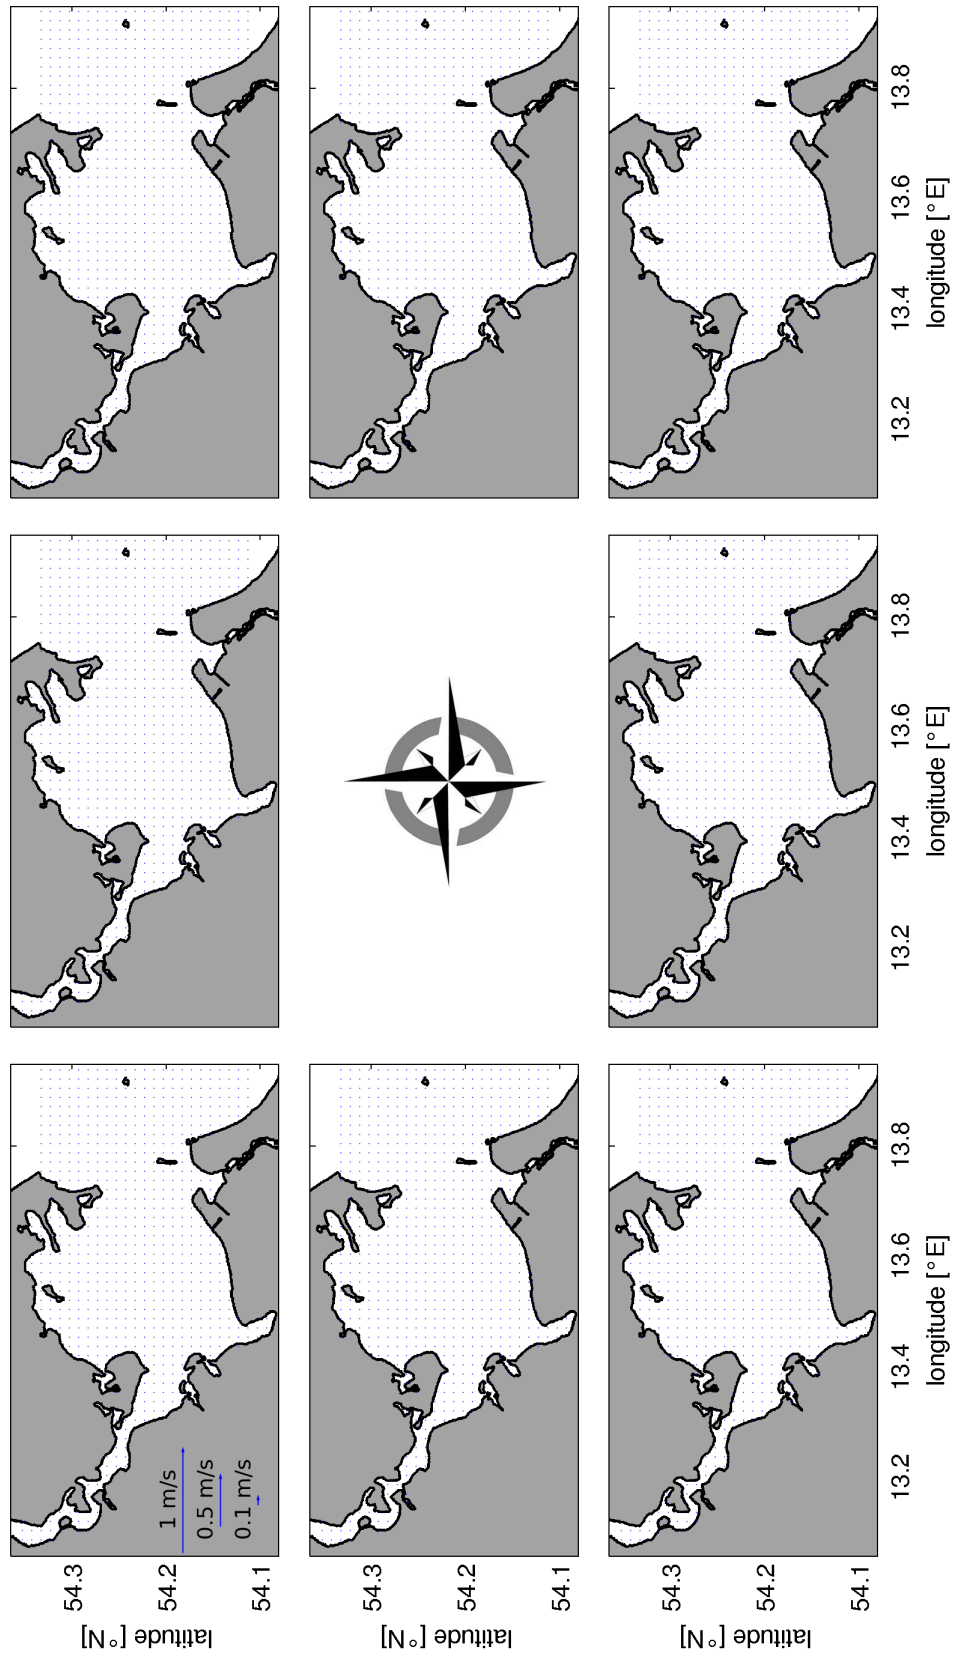 latitude [°N]
54.3
54.2
54.1
1 m/s
0.5 m/s
0.1 m/s
latitude [°N]
54.3
54.2
54.1
latitude [°N]
54.3
54.2
54.1
13.2 13.4 13.6 13.8
longitude [°E]
13.2 13.4 13.6 13.8
longitude [°E]
13.2 13.4 13.6 13.8
longitude [°E]